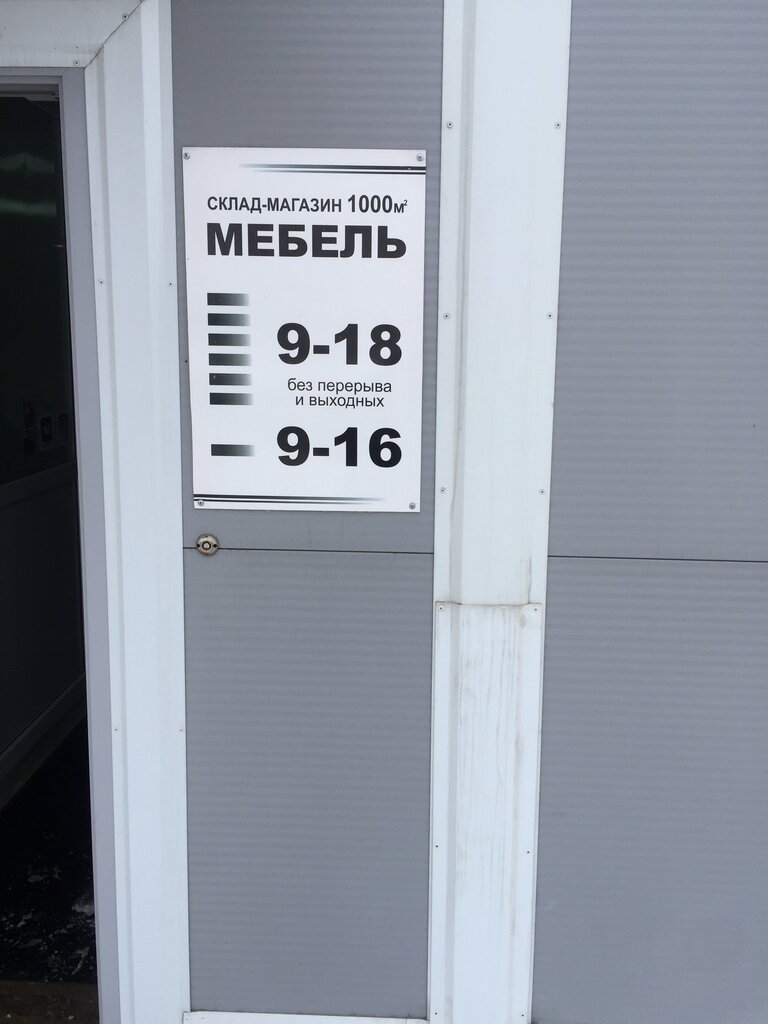 СКЛАД-МАГАЗИН 1000м²
МЕБЕЛЬ
9-18
без перерыва
и выходных
9-16